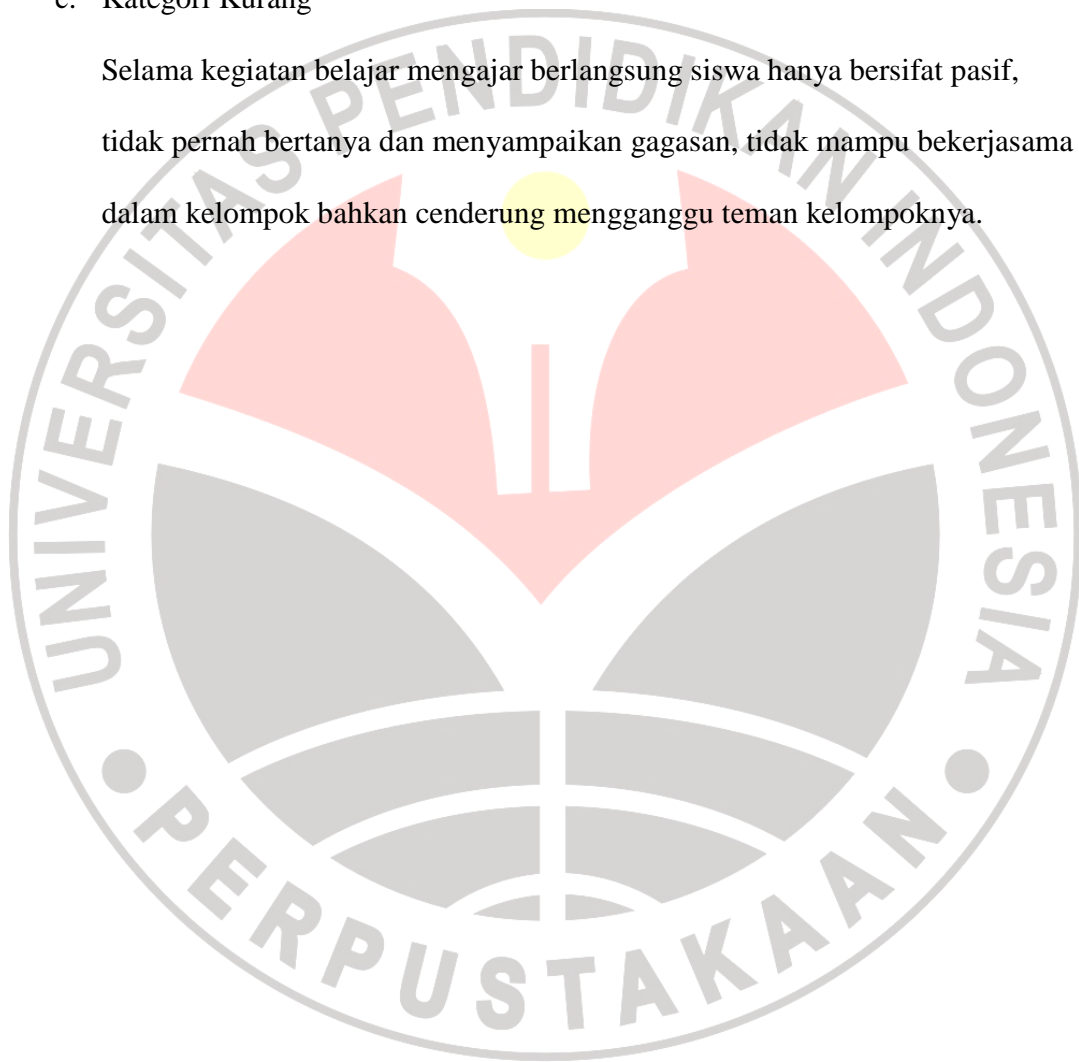 c. Kategori Kurang
Selama kegiatan belajar mengajar berlangsung siswa hanya bersifat pasif,
tidak pernah bertanya dan menyampaikan gagasan, tidak mampu bekerjasama
dalam kelompok bahkan cenderung mengganggu teman kelompoknya.
UNIVERSITAS PENDIDIKAN INDONESIA
PERPUSTAKAAN